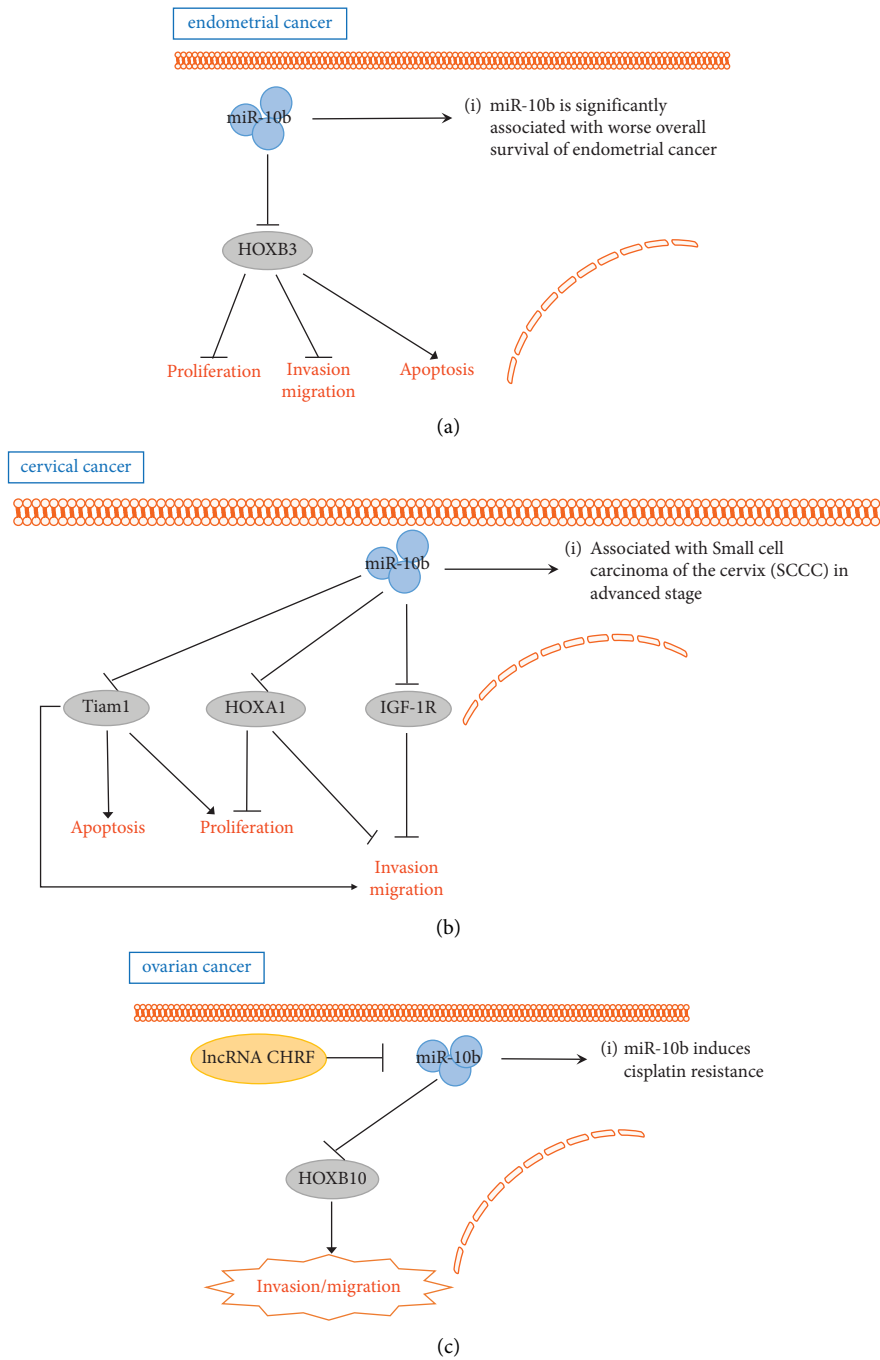 endometrial cancer
miR-10b
(i) miR-10b is significantly
associated with worse overall
survival of endometrial cancer
HOXB3
Proliferation
Invasion
migration
Apoptosis
(a)
cervical cancer
miR-10b
(i) Associated with Small cell
carcinoma of the cervix (SCCC) in
advanced stage
Tiam1
HOXA1
IGF-1R
Apoptosis
Proliferation
Invasion
migration
(b)
ovarian cancer
lncRNA CHRF
miR-10b
(i) miR-10b induces
cisplatin resistance
HOXB10
Invasion/migration
(c)